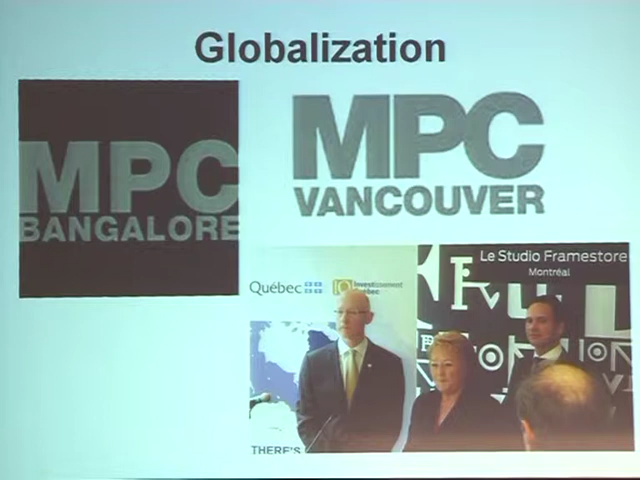 Globalization
MPC
BANGALORE
MPC
VANCOUVER
Le Studio Framestore
Montréal
Québec
Investissement
Québec
THERE'S